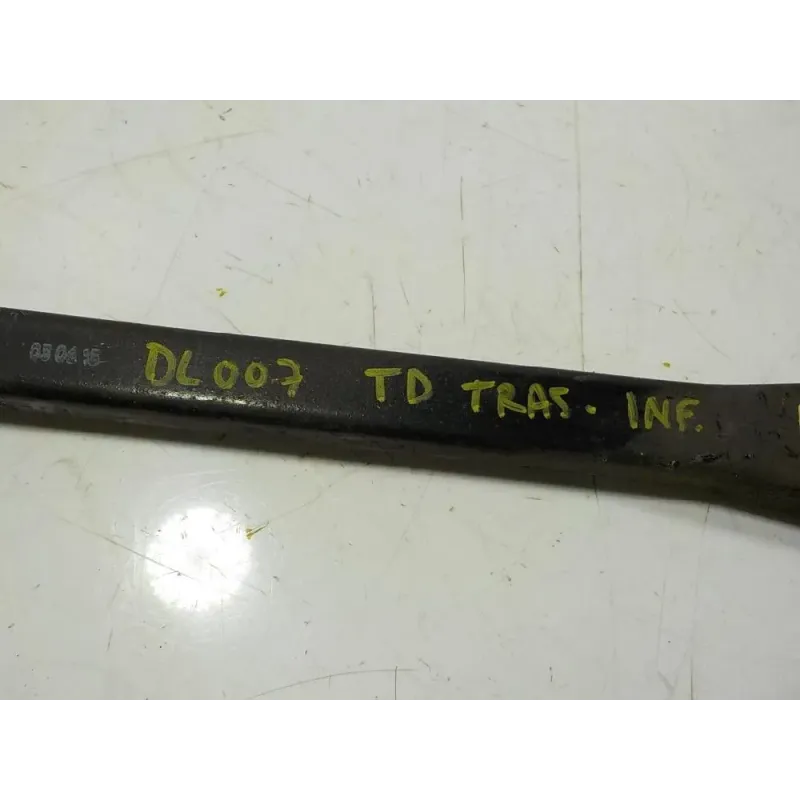 DL007 TD TRAS. INF.